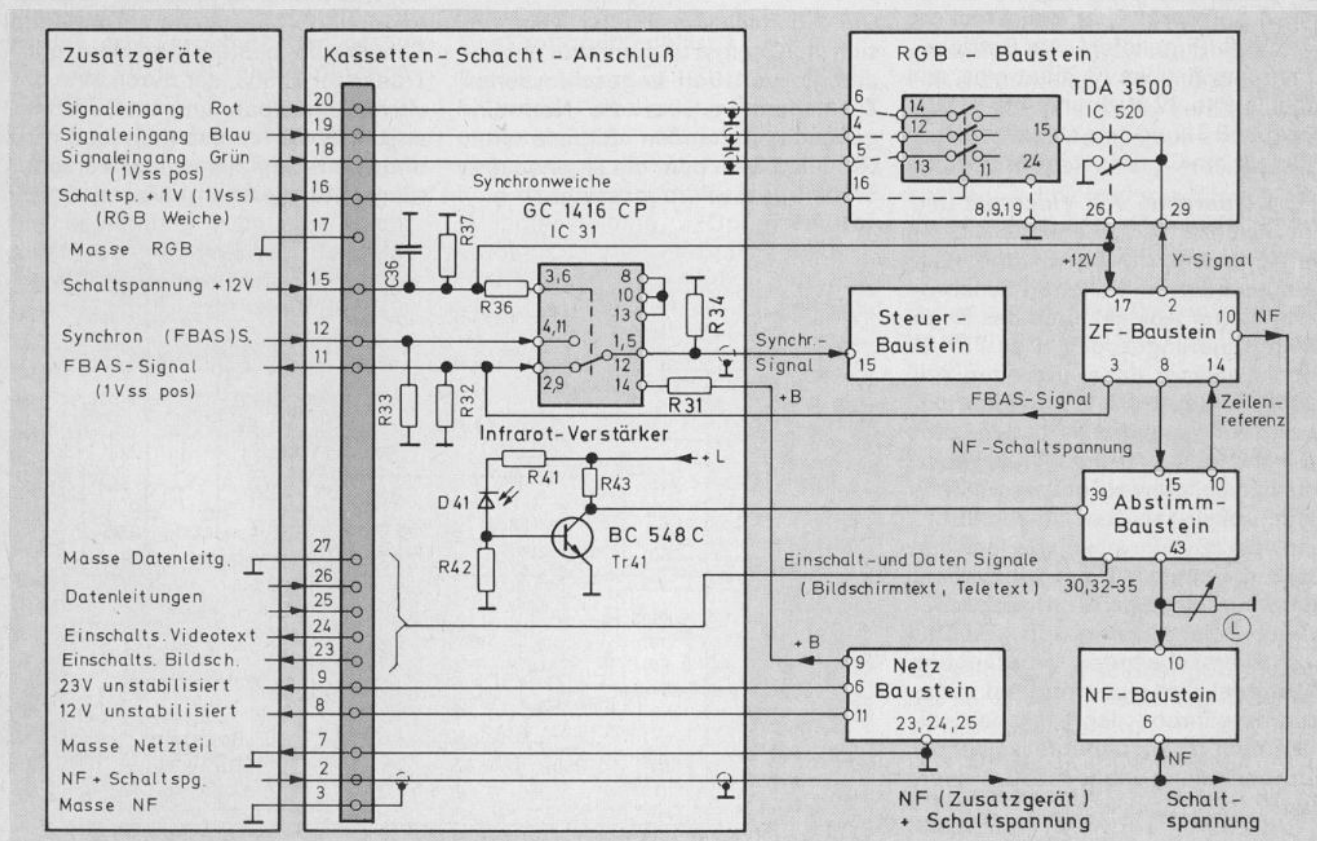 Zusatzgeräte
Signaleingang Rot
Signaleingang Blau
Signaleingang Grün
(1Vss pos)
Schaltsp. +1V (1Vss)
(RGB Weiche)
Masse RGB
Schaltspannung +12V
Synchron (FBAS)S.
FBAS-Signal
(1Vss pos)
Masse Datenleitg.
Datenleitungen
Einschalts. Videotext
Einschalts. Bildsch.
23V unstabilisiert
12V unstabilisiert
Masse Netzteil
NF + Schaltspg.
Masse NF
20
19
18
16
17
15
12
11
27
26
25
24
23
9
8
7
2
3
Kassetten-Schacht-Anschluß
Synchronweiche
GC 1416 CP
IC 31
C36
R37
R36
3,6
8
10
13
4,11
1,5
12
2,9
14
R34
R33
R32
R31
+B
Synchr.-
Signal
Infrarot-Verstärker
+L
R41
R43
D41
R42
BC 548 C
Tr41
RGB - Baustein
TDA 3500
IC 520
6
4
5
16
14
12
13
11
15
24
8,9,19
26
29
+12V
Y-Signal
Steuer-
Baustein
15
17
2
10
NF
ZF-Baustein
3
8
14
FBAS-Signal
Zeilen-
referenz
NF-Schaltspannung
15
10
39
Abstimm-
Baustein
43
30,32-35
Einschalt-und Daten Signale
(Bildschirmtext, Teletext)
L
+B
9
6
11
Netz
Baustein
23, 24, 25
10
NF-Baustein
6
NF
NF (Zusatzgerät)
+ Schaltspannung
Schalt-
spannung